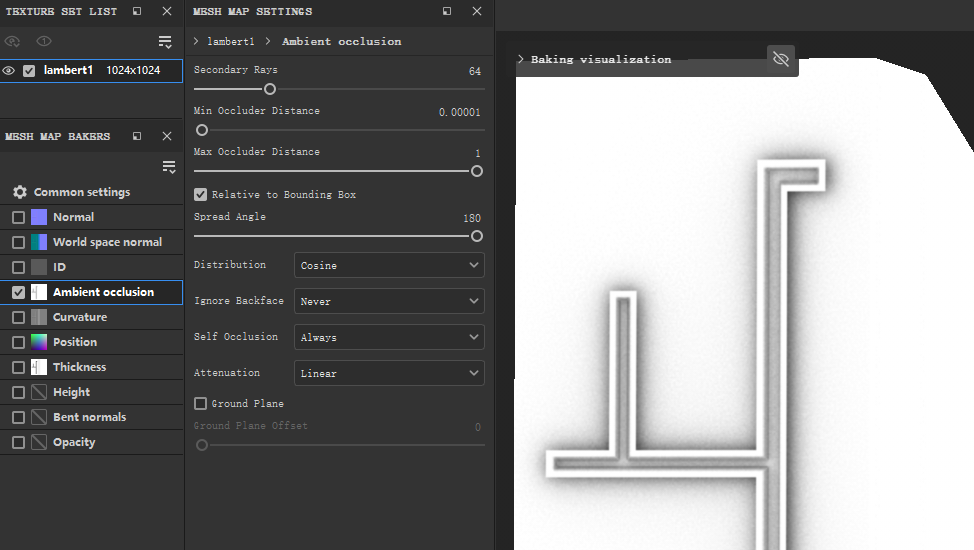 TEXTURE SET LIST
lambert1 1024x1024
MESH MAP BAKERS
Common settings
Normal
World space normal
ID
Ambient occlusion
Curvature
Position
Thickness
Height
Bent normals
Opacity
MESH MAP SETTINGS
lambert1 > Ambient occlusion
Secondary Rays 64
Min Occluder Distance 0.00001
Max Occluder Distance 1
Relative to Bounding Box
Spread Angle 180
Distribution Cosine
Ignore Backface Never
Self Occlusion Always
Attenuation Linear
Ground Plane
Ground Plane Offset 0
Baking visualization